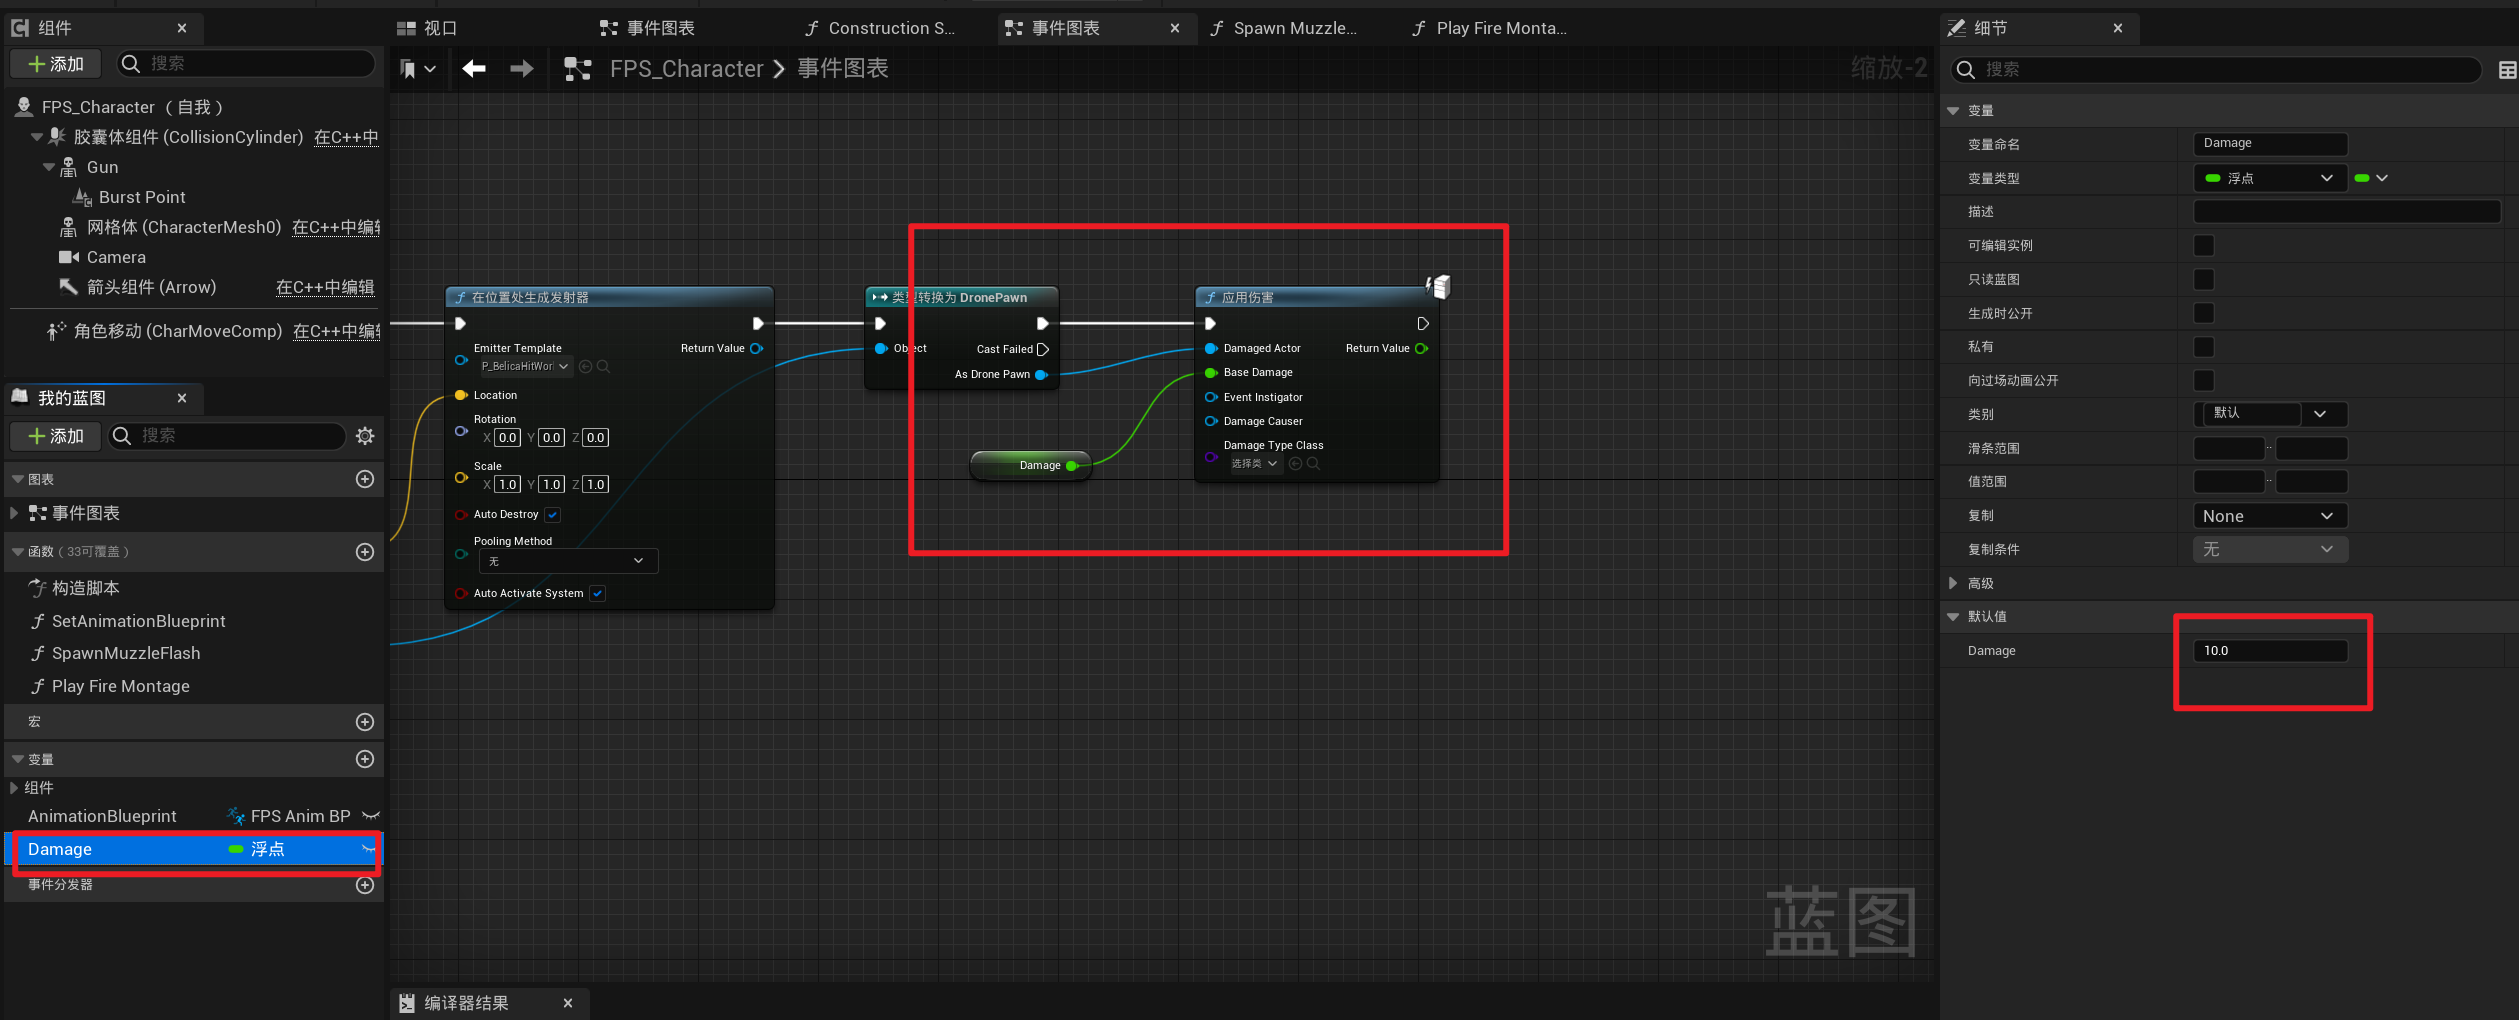 组件
视口
事件图表
Construction S...
事件图表
Spawn Muzzle...
Play Fire Monta...
细节
添加
搜索
FPS_Character
事件图表
缩放-2
搜索
FPS_Character （自我）
胶囊体组件 (CollisionCylinder) 在C++中
Gun
Burst Point
网格体 (CharacterMesh0) 在C++中编辑
Camera
箭头组件 (Arrow) 在C++中编辑
角色移动 (CharMoveComp) 在C++中编辑
我的蓝图
添加
搜索
图表
事件图表
函数（33可覆盖）
构造脚本
SetAnimationBlueprint
SpawnMuzzleFlash
Play Fire Montage
宏
变量
组件
AnimationBlueprint FPS Anim BP
Damage 浮点
事件分发器
在位置处生成发射器
Emitter Template
P_BelicaHitWor
Return Value
Location
Rotation
X 0.0 Y 0.0 Z 0.0
Scale
X 1.0 Y 1.0 Z 1.0
Auto Destroy
Pooling Method
无
Auto Activate System
类型转换为 DronePawn
Object
Cast Failed
As Drone Pawn
Damage
应用伤害
Damaged Actor
Return Value
Base Damage
Event Instigator
Damage Causer
Damage Type Class
选择类
蓝图
编译器结果
变量
变量命名 Damage
变量类型 浮点
描述
可编辑实例
只读蓝图
生成时公开
私有
向过场动画公开
类别 默认
滑条范围
值范围
复制 None
复制条件 无
高级
默认值
Damage 10.0